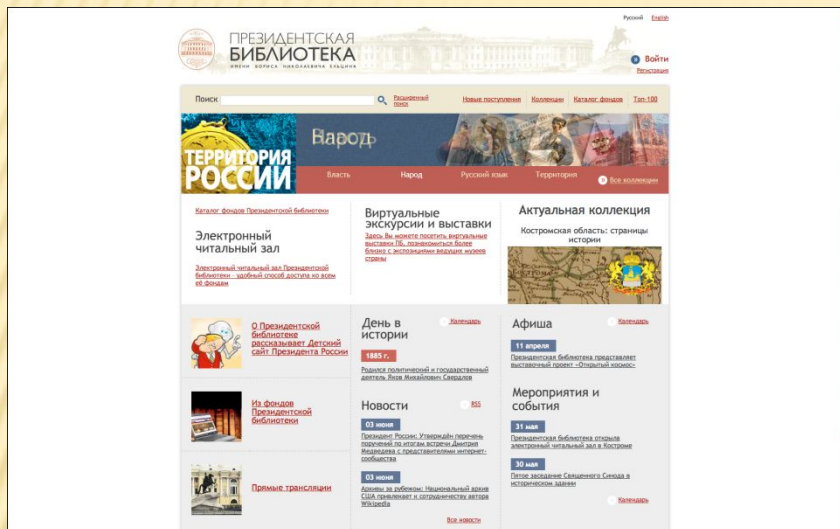 Русский English
ПРЕЗИДЕНТСКАЯ
БИБЛИОТЕКА
ИМЕНИ БОРИСА НИКОЛАЕВИЧА ЕЛЬЦИНА
Войти
Регистрация
Поиск
Расширенный
поиск
Новые поступления Коллекции Каталог фондов Топ-100
ТЕРРИТОРИЯ
РОССИИ
Народъ
Власть Народ Русский язык Территория Все коллекции
Каталог фондов Президентской библиотеки
Электронный
читальный зал
Электронный читальный зал Президентской
библиотеки - удобный способ доступа ко всем
её фондам
Виртуальные
экскурсии и выставки
Здесь Вы можете посетить виртуальные
выставки ПБ, познакомиться более
близко с экспозициями ведущих музеев
страны
Актуальная коллекция
Костромская область: страницы
истории
О Президентской
библиотеке
рассказывает Детский
сайт Президента России
Из фондов
Президентской
библиотеки
Прямые трансляции
День в
истории
Календарь
1885 г.
Родился политический и государственный
деятель Яков Михайлович Свердлов
Новости
RSS
03 июня
Президент России: Утверждён перечень
поручений по итогам встречи Дмитрия
Медведева с представителями интернет-
сообщества
03 июня
Архивы за рубежом: Национальный архив
США привлекает к сотрудничеству автора
Wikipedia
Все новости
Афиша
Календарь
11 апреля
Президентская библиотека представляет
выставочный проект «Открытый космос»
Мероприятия и
события
31 мая
Президентская библиотека открыла
электронный читальный зал в Костроме
30 мая
Пятое заседание Священного Синода в
историческом здании
Календарь